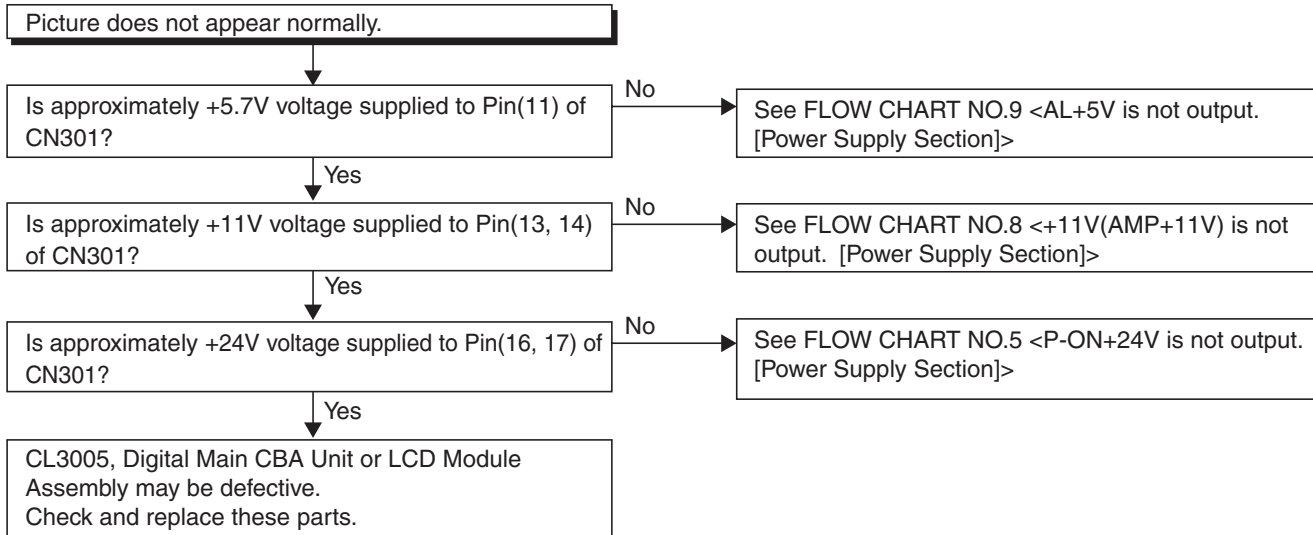 Picture does not appear normally.
Is approximately +5.7V voltage supplied to Pin(11) of
CN301?
No
See FLOW CHART NO.9 <AL+5V is not output.
[Power Supply Section]>
Yes
Is approximately +11V voltage supplied to Pin(13, 14)
of CN301?
No
See FLOW CHART NO.8 <+11V(AMP+11V) is not
output.  [Power Supply Section]>
Yes
Is approximately +24V voltage supplied to Pin(16, 17) of
CN301?
No
See FLOW CHART NO.5 <P-ON+24V is not output.
[Power Supply Section]>
Yes
CL3005, Digital Main CBA Unit or LCD Module
Assembly may be defective.
Check and replace these parts.